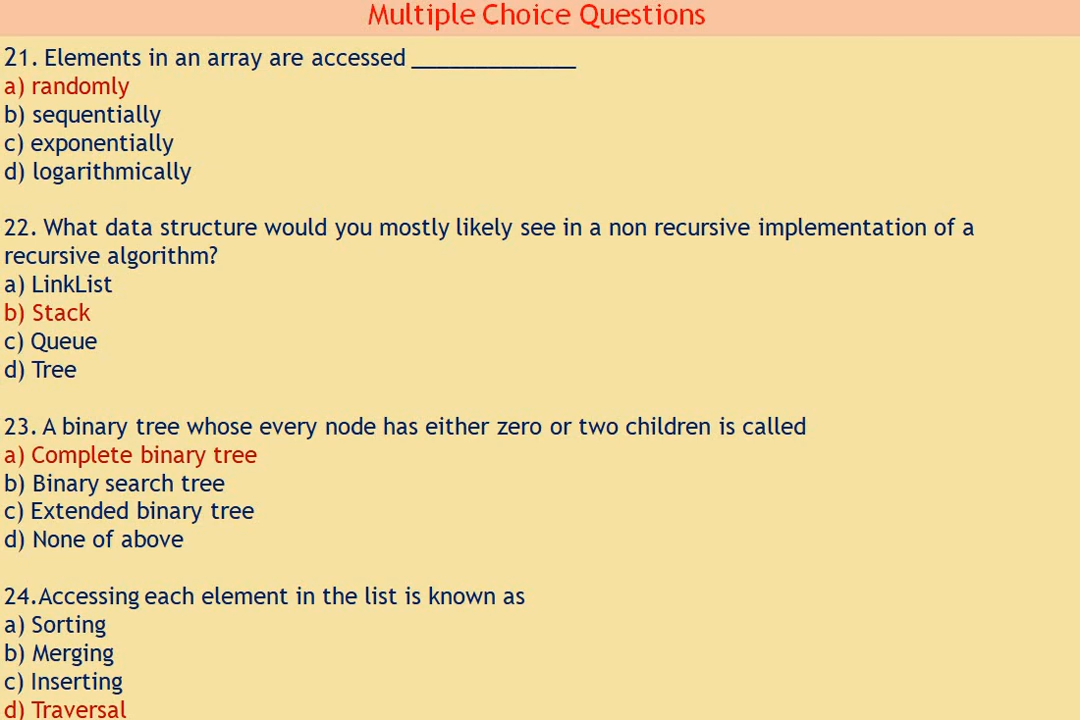 Multiple Choice Questions
21. Elements in an array are accessed _____________
a) randomly
b) sequentially
c) exponentially
d) logarithmically
22. What data structure would you mostly likely see in a non recursive implementation of a
recursive algorithm?
a) LinkList
b) Stack
c) Queue
d) Tree
23. A binary tree whose every node has either zero or two children is called
a) Complete binary tree
b) Binary search tree
c) Extended binary tree
d) None of above
24.Accessing each element in the list is known as
a) Sorting
b) Merging
c) Inserting
d) Traversal